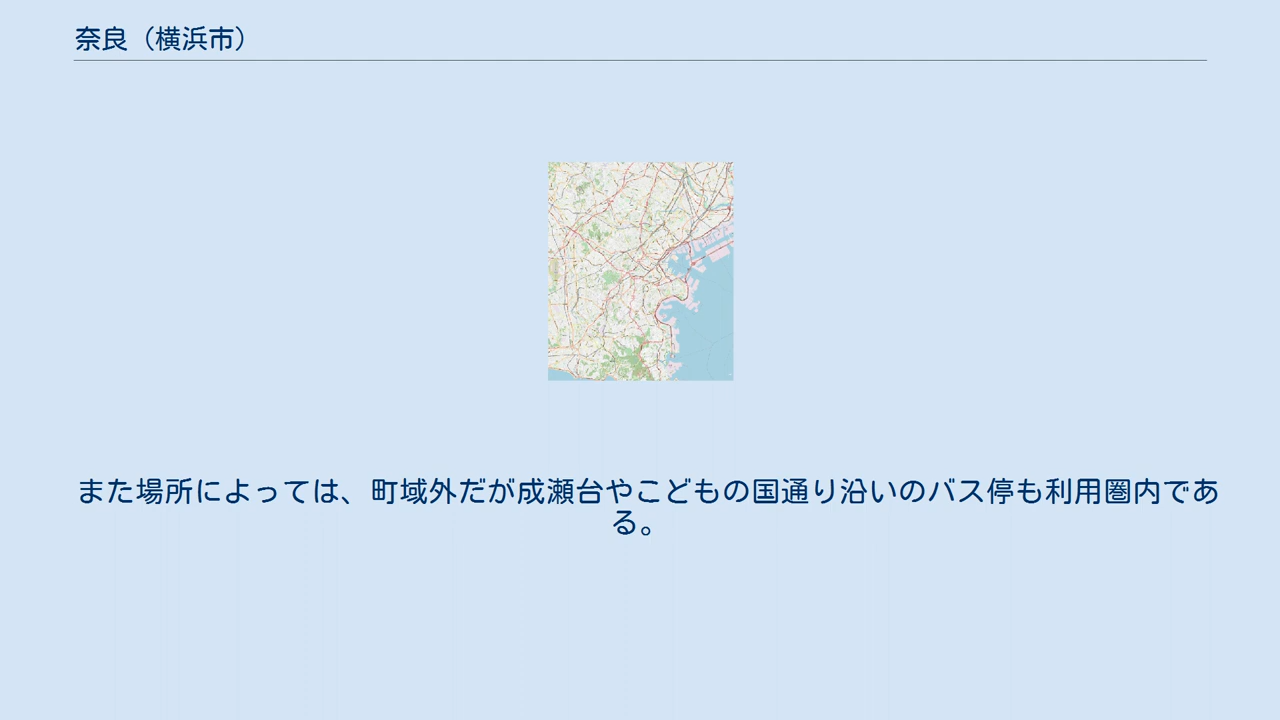 奈良（横浜市）
また場所によっては、町域外だが成瀬台やこどもの国通り沿いのバス停も利用圏内であ
る。